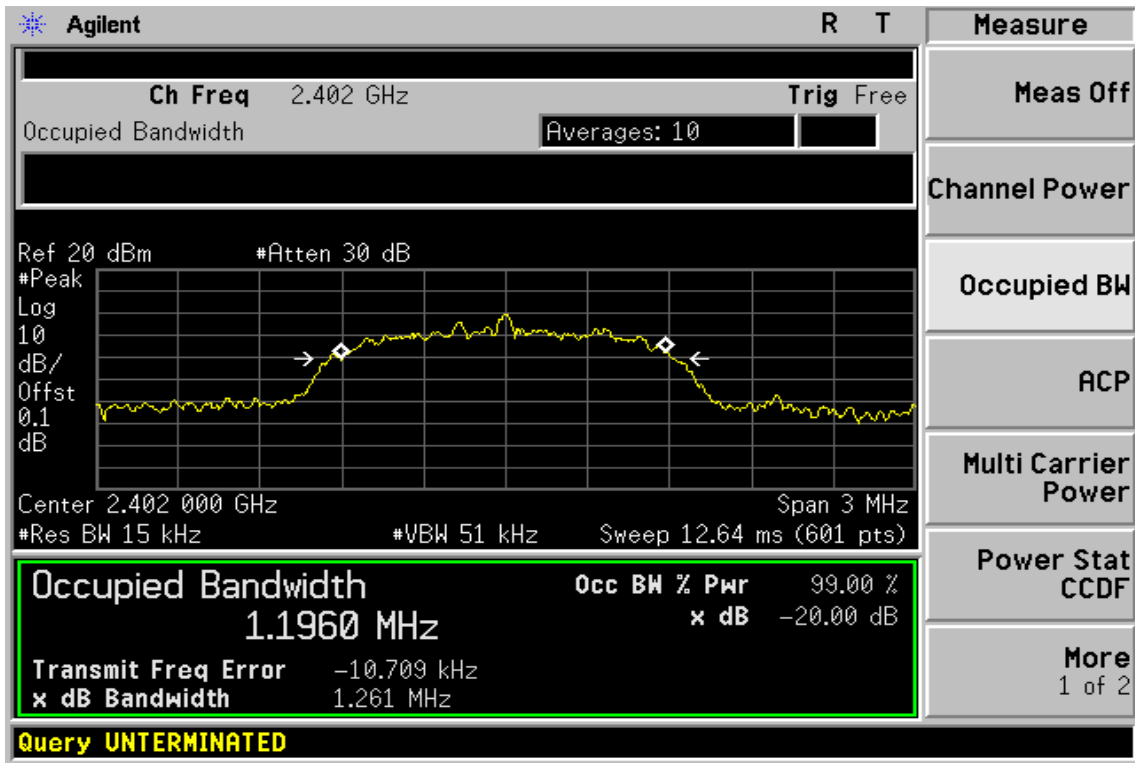 Agilent R T
Measure
Ch Freq 2.402 GHz Trig Free
Occupied Bandwidth Averages: 10
Ref 20 dBm #Atten 30 dB
#Peak
Log
10
dB/
Offst
0.1
dB
Center 2.402 000 GHz Span 3 MHz
#Res BW 15 kHz #VBW 51 kHz Sweep 12.64 ms (601 pts)
Occupied Bandwidth Occ BW % Pwr 99.00 %
1.1960 MHz x dB -20.00 dB
Transmit Freq Error -10.709 kHz
x dB Bandwidth 1.261 MHz
Query UNTERMINATED
Meas Off
Channel Power
Occupied BW
ACP
Multi Carrier
Power
Power Stat
CCDF
More
1 of 2